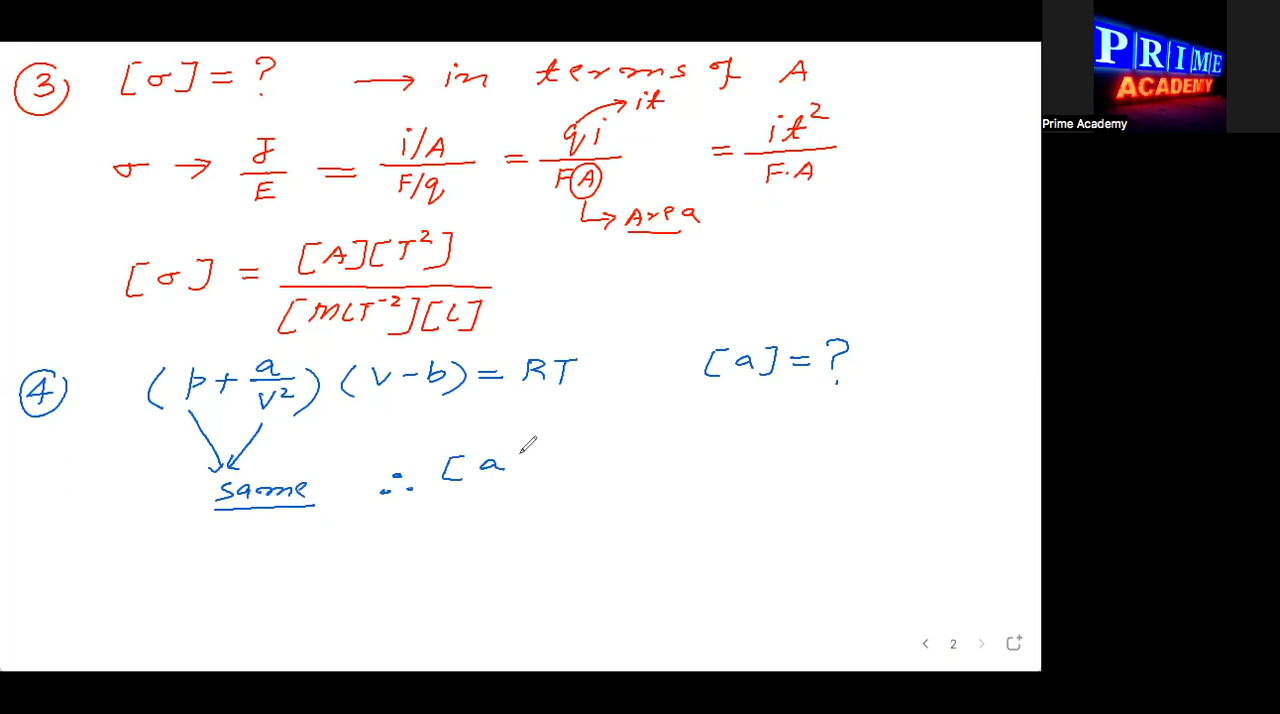 PRIME
ACADEMY
Prime Academy
③ [σ] = ? → in terms of A
σ → J/E = (i/A)/(F/q) = qi/FA = it²/F·A
→ it
→ Area
[σ] = [A][T²]/[MLT⁻²][L]
④ (p + a/v²) (v - b) = RT [a] = ?
same ∴ [a
2